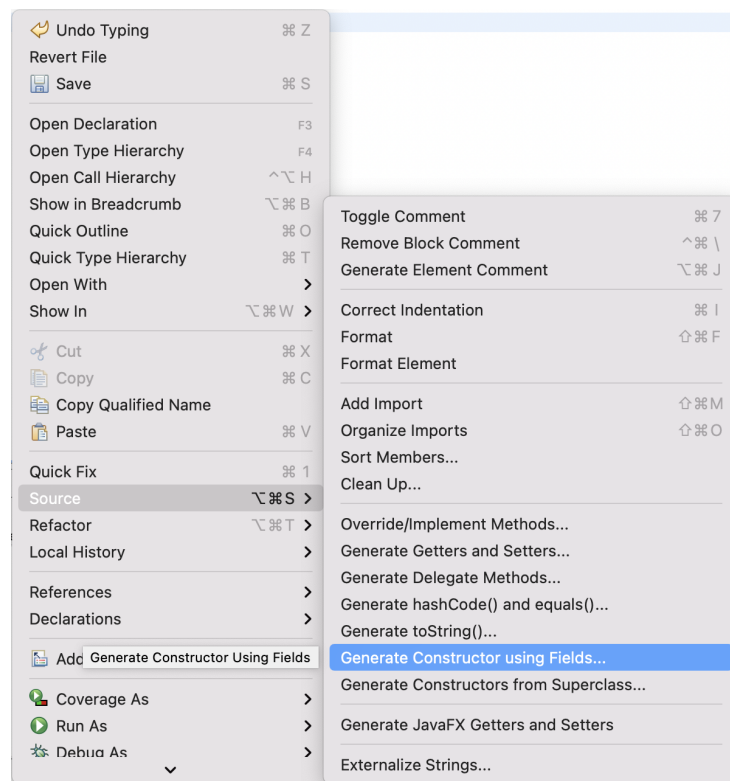 Undo Typing ⌘ Z
Revert File
Save ⌘ S
Open Declaration F3
Open Type Hierarchy F4
Open Call Hierarchy ^⌥ H
Show in Breadcrumb ⌥⌘ B
Quick Outline ⌘ O
Quick Type Hierarchy ⌘ T
Open With
Show In ⌥⌘ W
Cut ⌘ X
Copy ⌘ C
Copy Qualified Name
Paste ⌘ V
Quick Fix ⌘ 1
Source ⌥⌘ S
Refactor ⌥⌘ T
Local History
References
Declarations
Add
Generate Constructor Using Fields
Coverage As
Run As
Debug As
Toggle Comment ⌘ 7
Remove Block Comment ^⌘ \
Generate Element Comment ⌥⌘ J
Correct Indentation ⌘ I
Format ⇧⌘ F
Format Element
Add Import ⇧⌘ M
Organize Imports ⇧⌘ O
Sort Members...
Clean Up...
Override/Implement Methods...
Generate Getters and Setters...
Generate Delegate Methods...
Generate hashCode() and equals()...
Generate toString()...
Generate Constructor using Fields...
Generate Constructors from Superclass...
Generate JavaFX Getters and Setters
Externalize Strings...